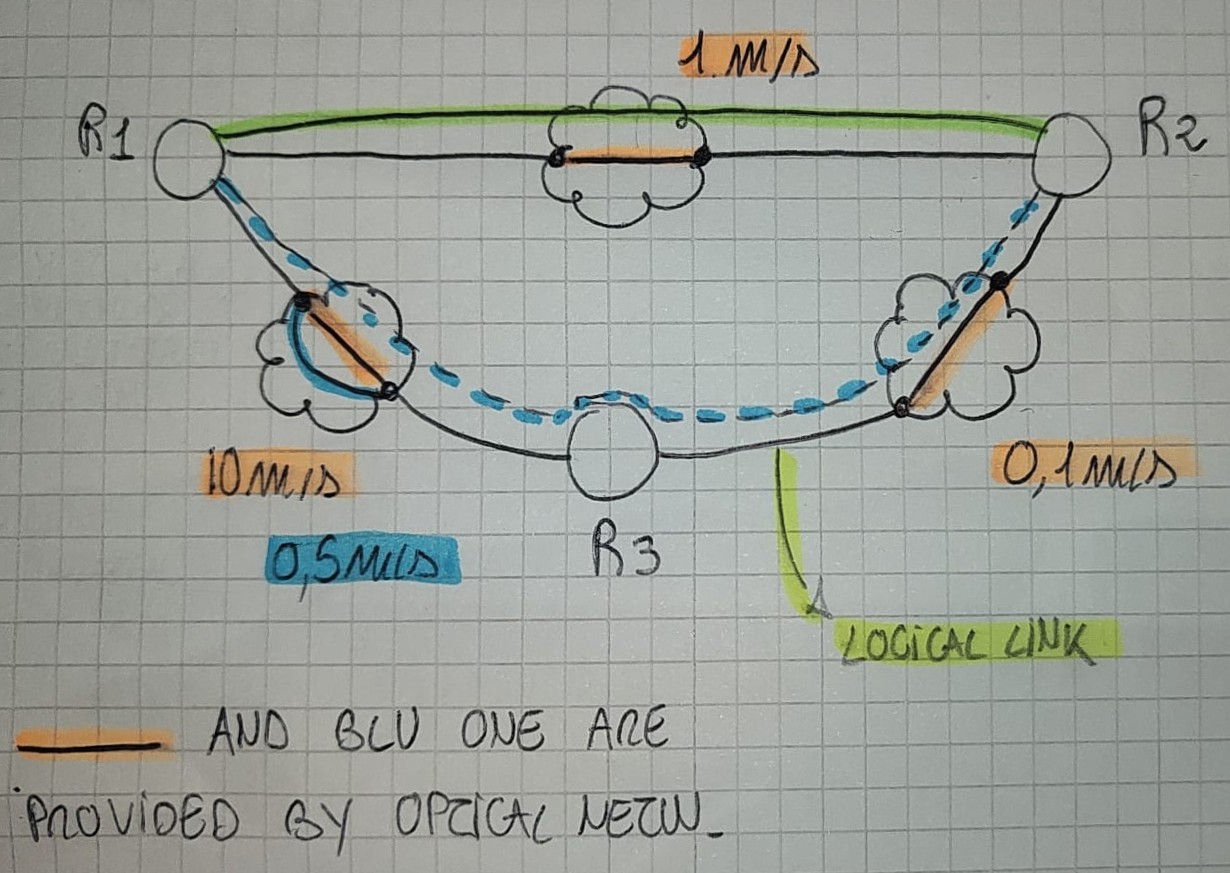 1 m/s
R1
R2
10 m/s
0,1 m/s
0,5 m/s
R3
LOGICAL LINK
AND BLU ONE ARE
PROVIDED BY OPTICAL NETW.